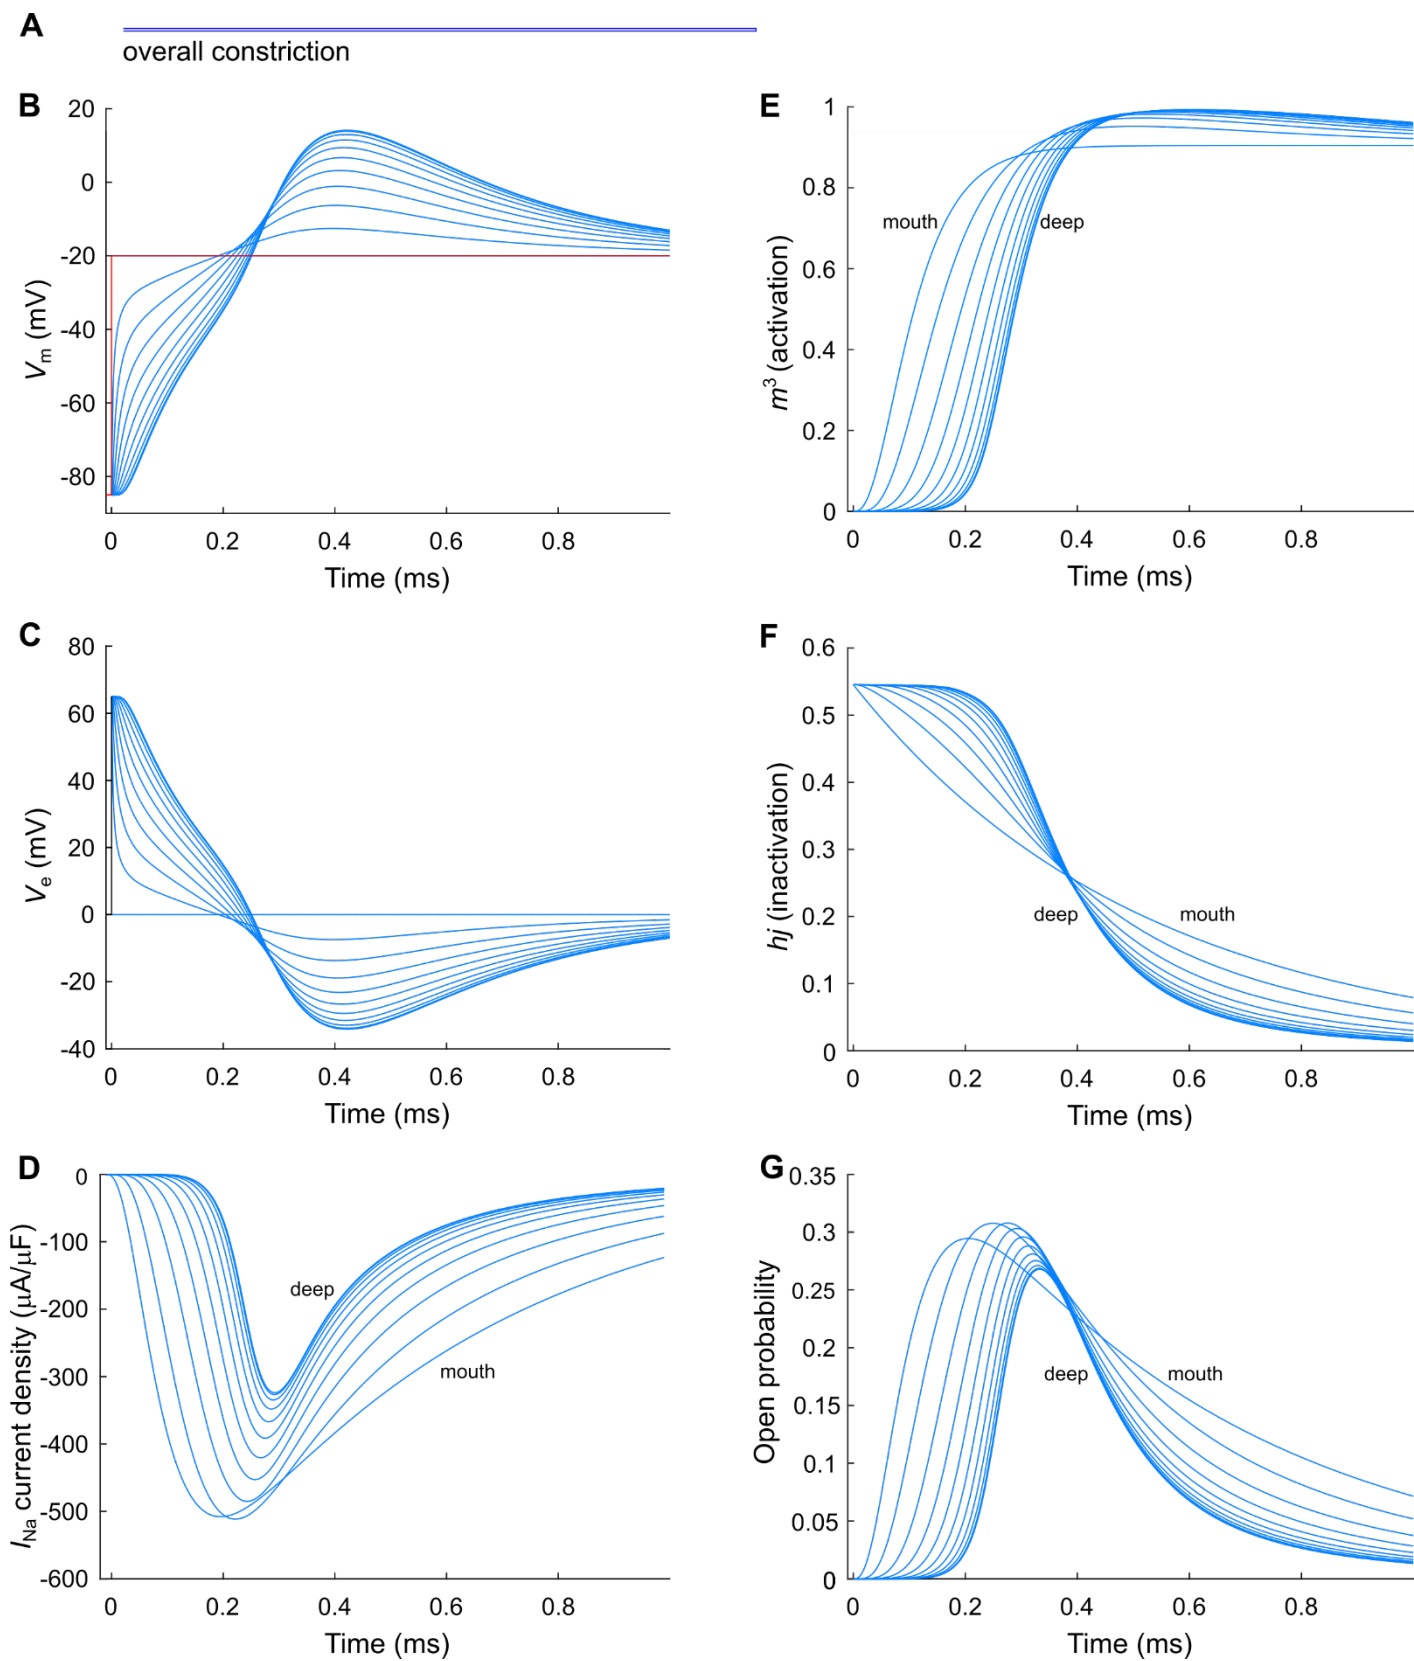 A
overall constriction
B
20
0
-20
-40
-60
-80
V_m (mV)
0
0.2
0.4
0.6
0.8
Time (ms)
E
1
0.8
0.6
0.4
0.2
0
m³ (activation)
mouth
deep
0
0.2
0.4
0.6
0.8
Time (ms)
C
80
60
40
20
0
-20
-40
V_e (mV)
0
0.2
0.4
0.6
0.8
Time (ms)
F
0.6
0.5
0.4
0.3
0.2
0.1
0
hj (inactivation)
deep
mouth
0
0.2
0.4
0.6
0.8
Time (ms)
D
0
-100
-200
-300
-400
-500
-600
I_Na current density (μA/μF)
deep
mouth
0
0.2
0.4
0.6
0.8
Time (ms)
G
0.35
0.3
0.25
0.2
0.15
0.1
0.05
0
Open probability
deep
mouth
0
0.2
0.4
0.6
0.8
Time (ms)